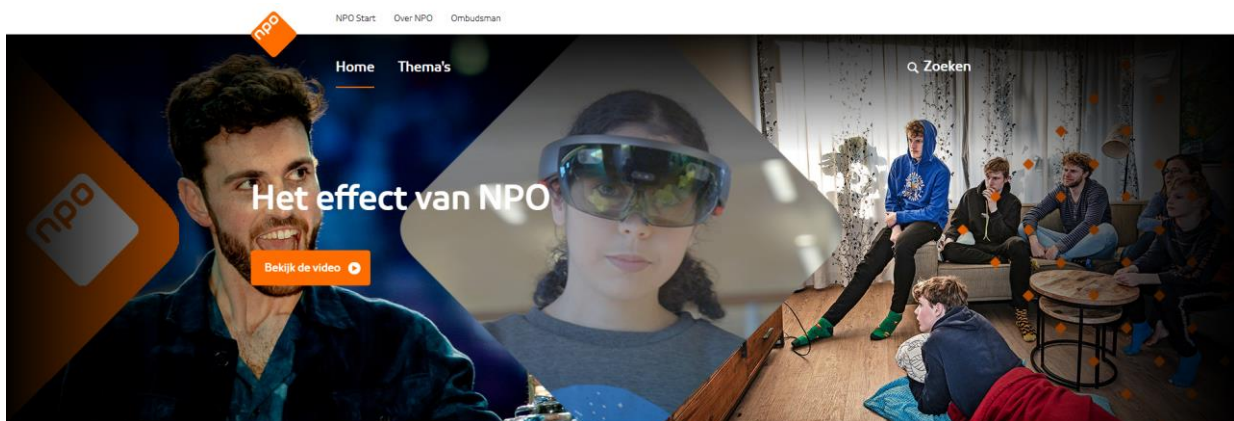 npo
NPO Start Over NPO Ombudsman
Home Thema's
Zoeken
npo
Het effect van NPO
Bekijk de video